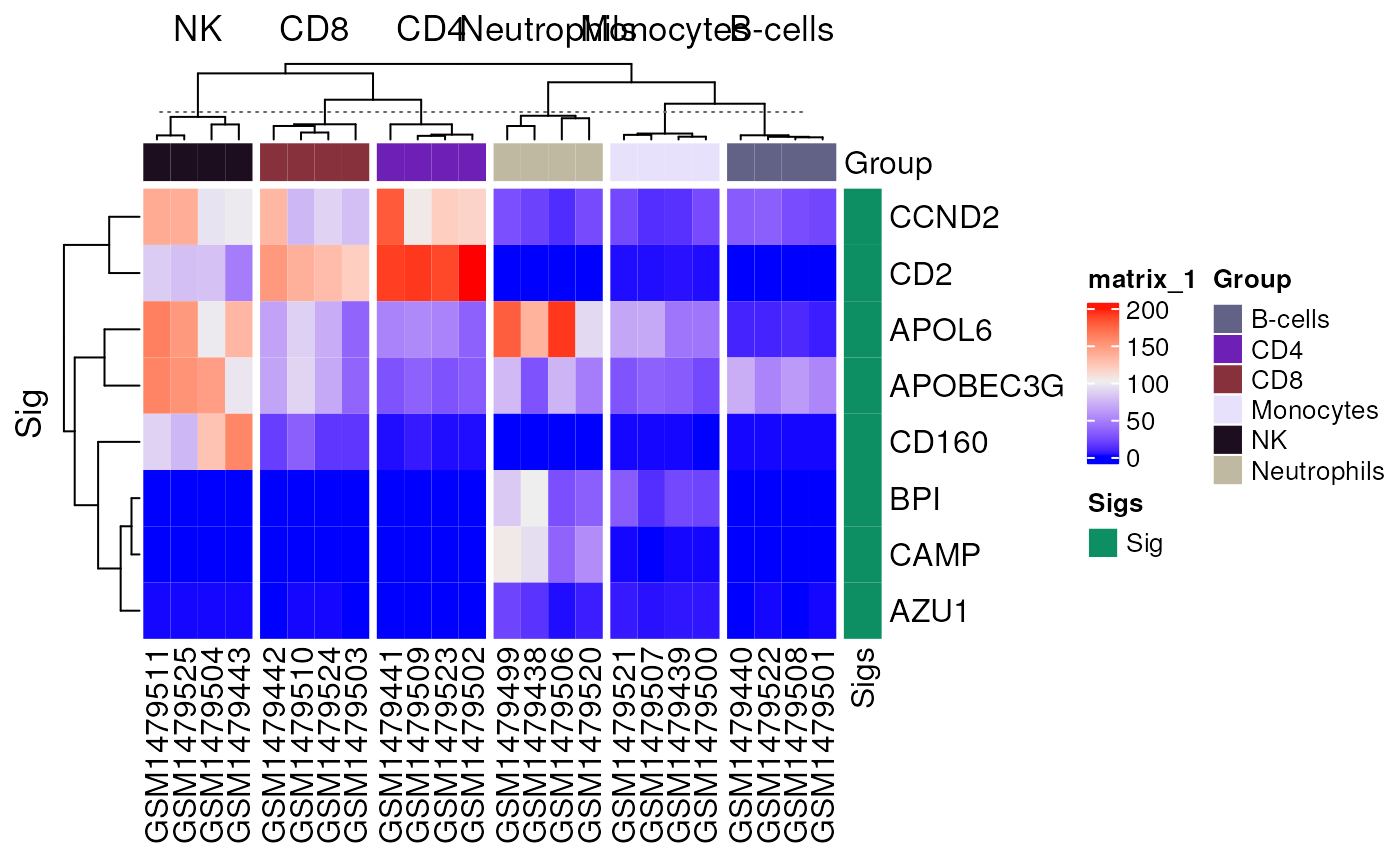 NK CD8 CD4 Neutrophils Monocytes B-cells
Group
CCND2
CD2
APOL6
APOBEC3G
CD160
BPI
CAMP
AZU1
Sig
GSM1479511
GSM1479525
GSM1479504
GSM1479443
GSM1479442
GSM1479510
GSM1479524
GSM1479503
GSM1479441
GSM1479509
GSM1479523
GSM1479502
GSM1479499
GSM1479438
GSM1479506
GSM1479520
GSM1479521
GSM1479507
GSM1479439
GSM1479500
GSM1479440
GSM1479522
GSM1479508
GSM1479501
Sigs
matrix_1
200
150
100
50
0
Sigs
Sig
Group
B-cells
CD4
CD8
Monocytes
NK
Neutrophils